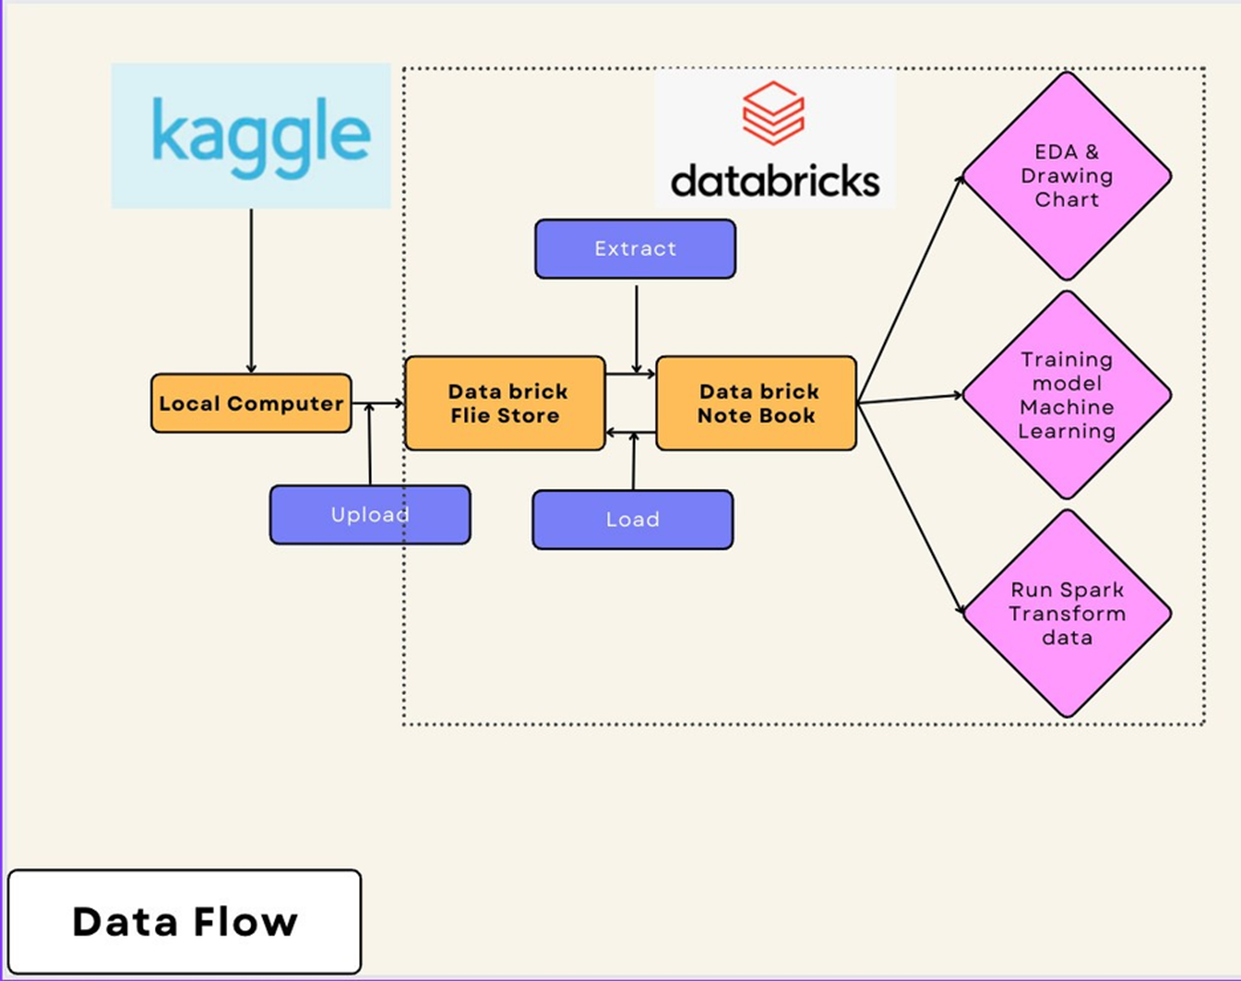 kaggle
databricks
EDA &
Drawing
Chart
Extract
Training
model
Machine
Learning
Local Computer
Data brick
Flie Store
Data brick
Note Book
Upload
Load
Run Spark
Transform
data
Data Flow